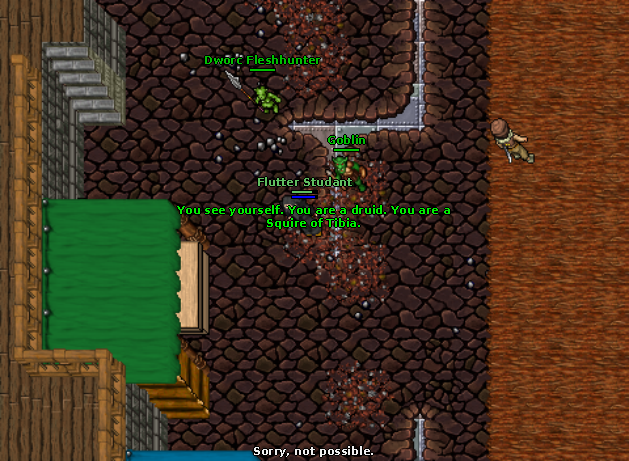 Dworc Fleshhunter
Goblin
Flutter Studant
You see yourself. You are a druid. You are a
Squire of Tibia.
Sorry, not possible.